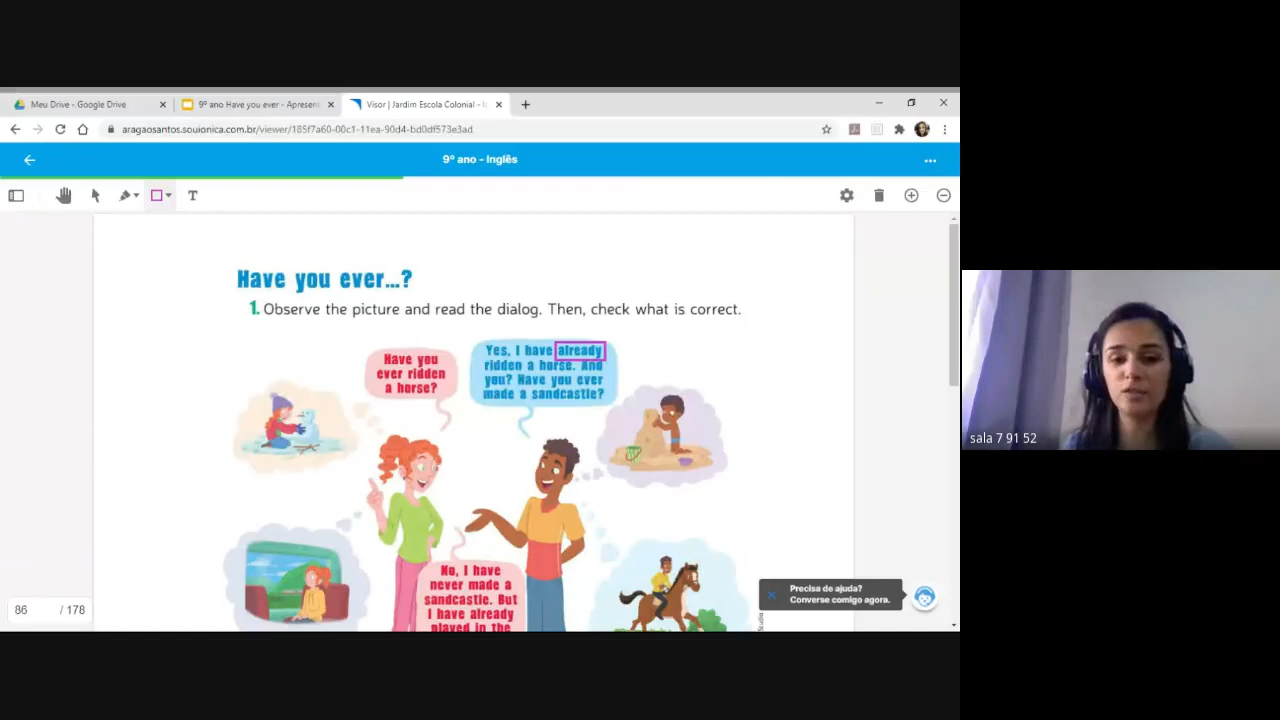 Meu Drive - Google Drive
9º ano Have you ever - Apresent
Visor | Jardim Escola Colonial - I
aragaosantos.souionica.com.br/viewer/185f7a60-00c1-11ea-90d4-bd0df573e3ad
9º ano - Inglês
T
Have you ever...?
1. Observe the picture and read the dialog. Then, check what is correct.
Have you
ever ridden
a horse?
Yes, I have already
ridden a horse. And
you? Have you ever
made a sandcastle?
No, I have
never made a
sandcastle. But
I have already
played in the
86 / 178
Precisa de ajuda?
Converse comigo agora.
Studio
sala 7 91 52